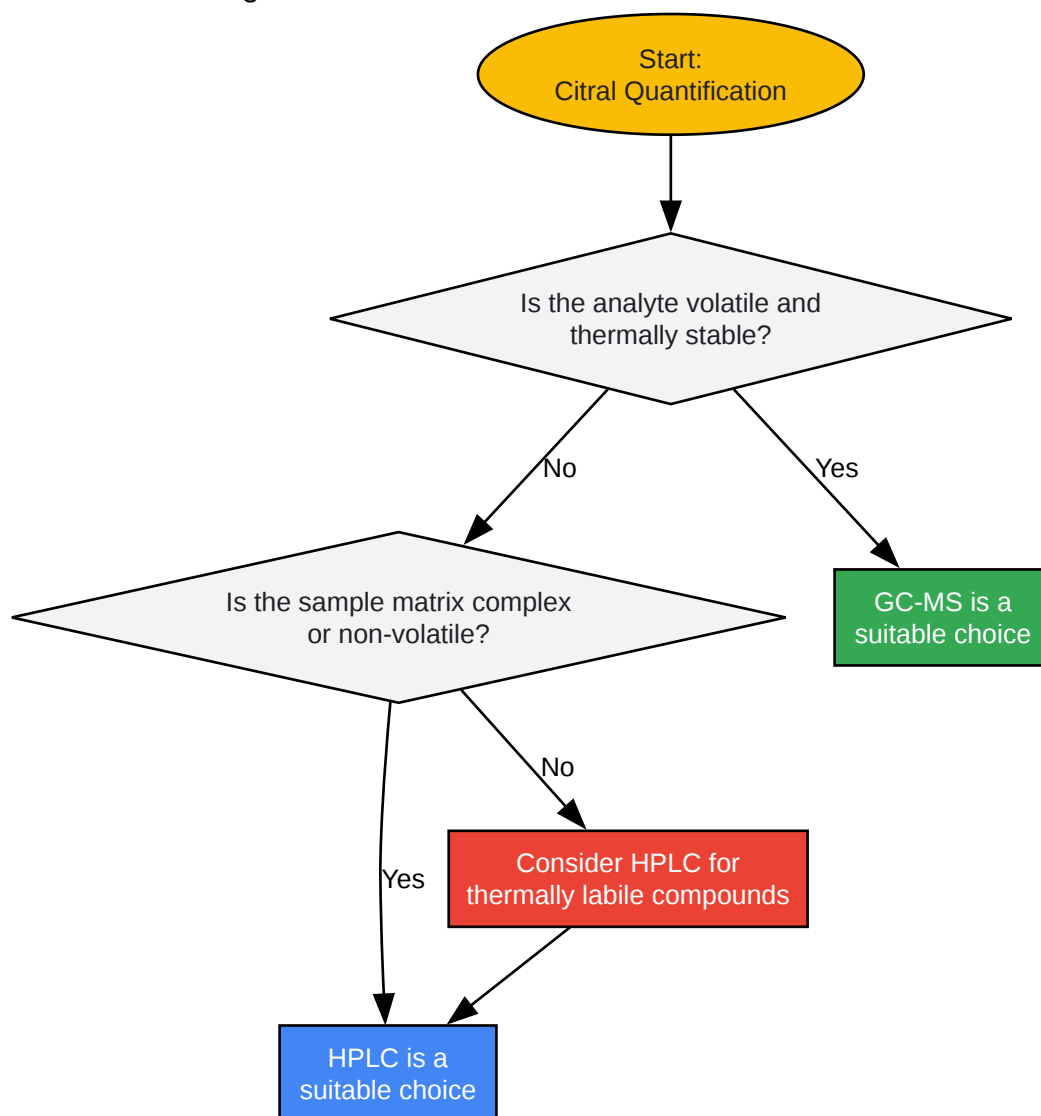 Start:
Citral Quantification
Is the analyte volatile and
thermally stable?
No
Yes
Is the sample matrix complex
or non-volatile?
GC-MS is a
suitable choice
No
Consider HPLC for
thermally labile compounds
Yes
HPLC is a
suitable choice